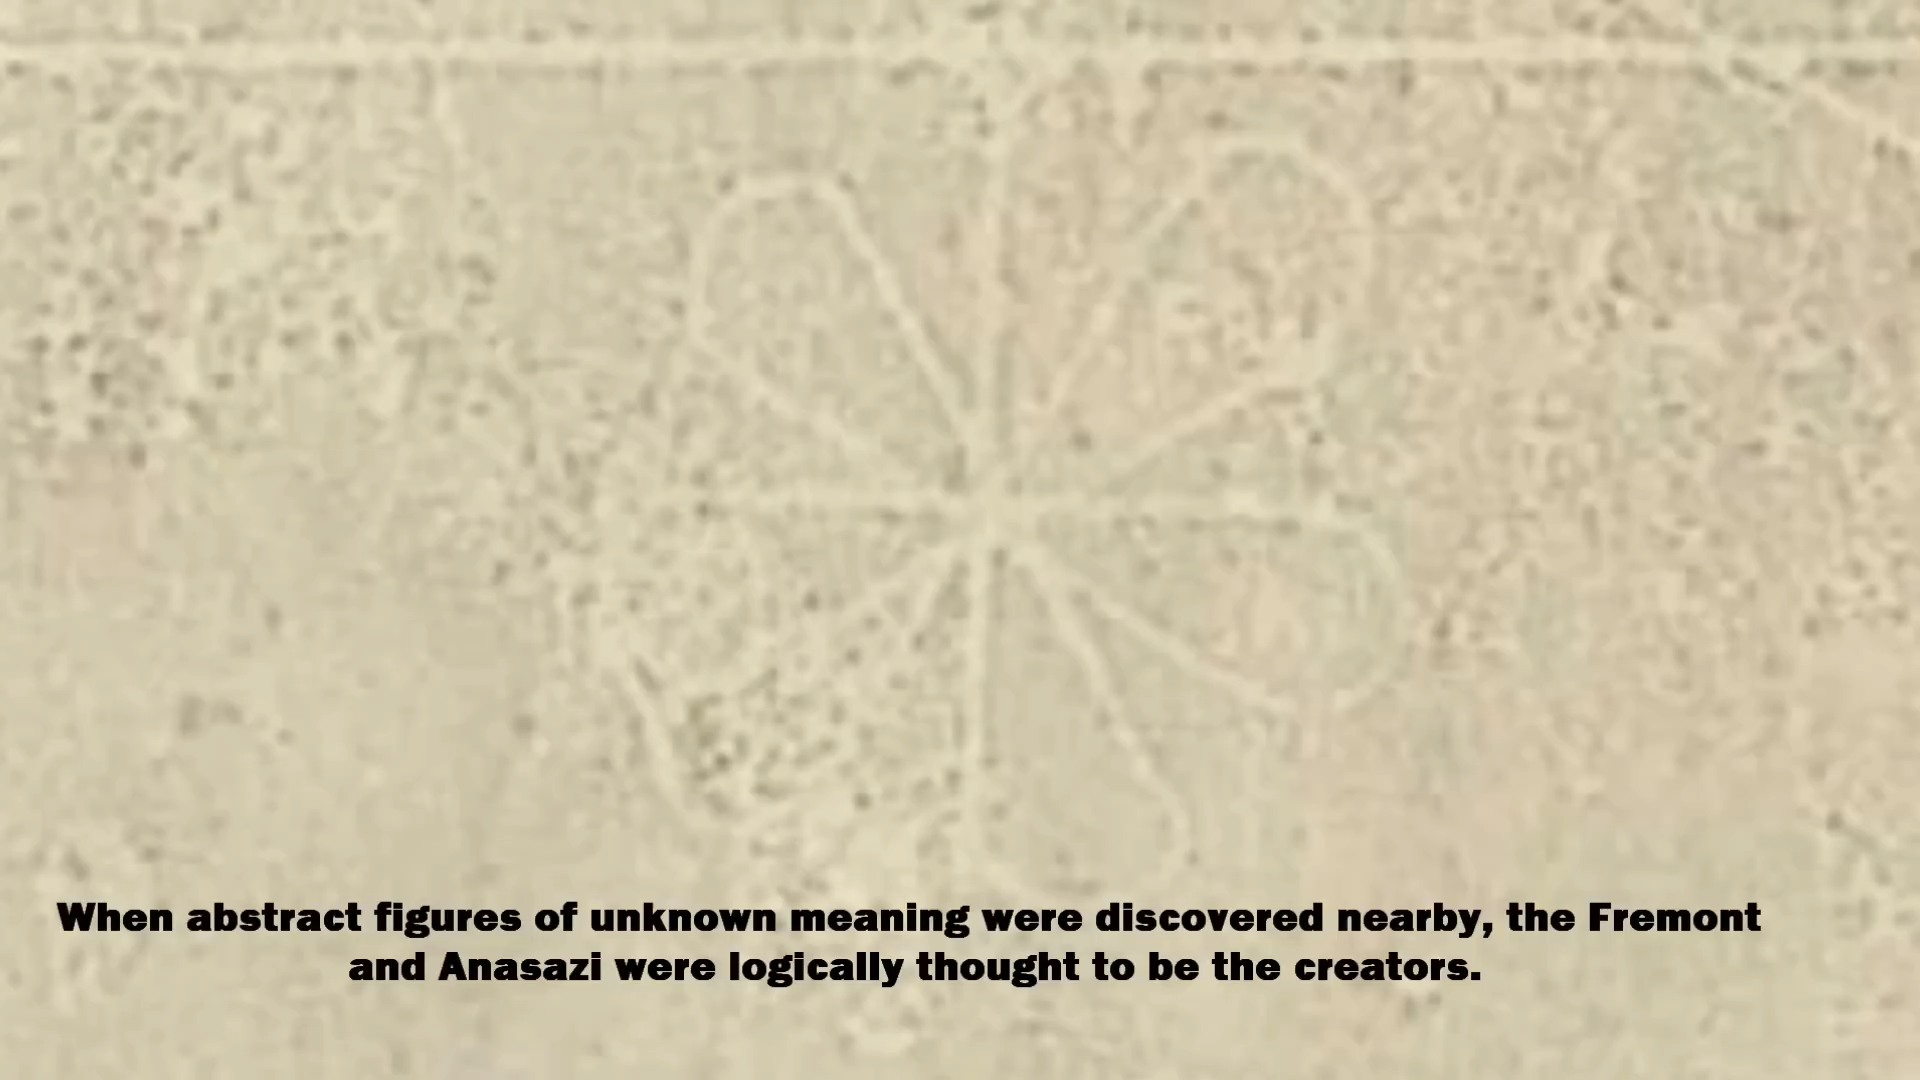 When abstract figures of unknown meaning were discovered nearby, the Fremont
and Anasazi were logically thought to be the creators.